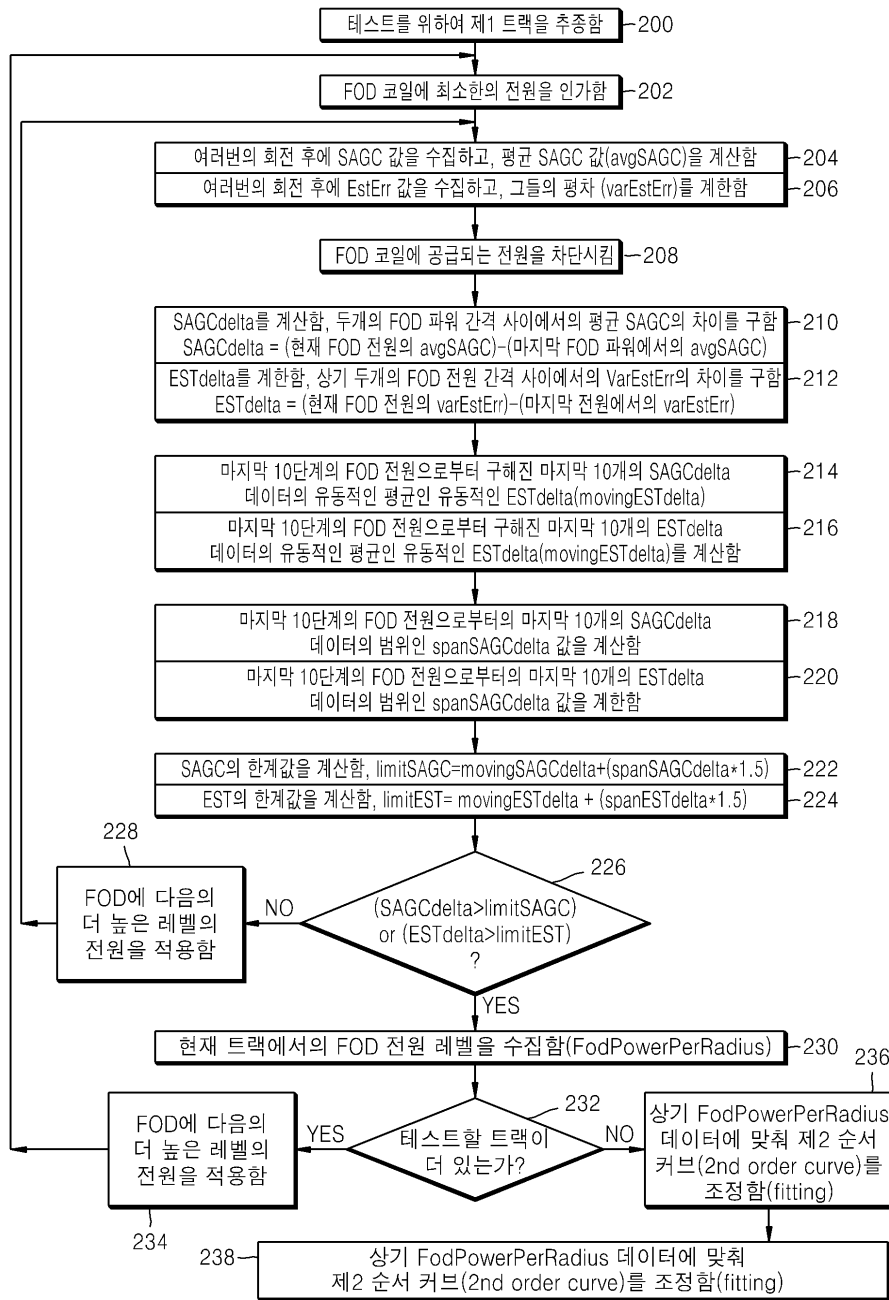 테스트를 위하여 제1 트랙을 추종함
200
FOD 코일에 최소한의 전원을 인가함
202
여러번의 회전 후에 SAGC 값을 수집하고, 평균 SAGC 값(avgSAGC)을 계산함
204
여러번의 회전 후에 EstErr 값을 수집하고, 그들의 평차 (varEstErr)를 계한함
206
FOD 코일에 공급되는 전원을 차단시킴
208
SAGCdelta를 계산함, 두개의 FOD 파워 간격 사이에서의 평균 SAGC의 차이를 구함
SAGCdelta = (현재 FOD 전원의 avgSAGC)-(마지막 FOD 파워에서의 avgSAGC)
210
ESTdelta를 계한함, 상기 두개의 FOD 전원 간격 사이에서의 VarEstErr의 차이를 구함
ESTdelta = (현재 FOD 전원의 varEstErr)-(마지막 전원에서의 varEstErr)
212
마지막 10단계의 FOD 전원으로부터 구해진 마지막 10개의 SAGCdelta
데이터의 유동적인 평균인 유동적인 ESTdelta(movingESTdelta)
214
마지막 10단계의 FOD 전원으로부터 구해진 마지막 10개의 ESTdelta
데이터의 유동적인 평균인 유동적인 ESTdelta(movingESTdelta)를 계산함
216
마지막 10단계의 FOD 전원으로부터의 마지막 10개의 SAGCdelta
데이터의 범위인 spanSAGCdelta 값을 계산함
218
마지막 10단계의 FOD 전원으로부터의 마지막 10개의 ESTdelta
데이터의 범위인 spanSAGCdelta 값을 계한함
220
SAGC의 한계값을 계산함, limitSAGC=movingSAGCdelta+(spanSAGCdelta*1.5)
222
EST의 한계값을 계산함, limitEST= movingESTdelta + (spanESTdelta*1.5)
224
228
FOD에 다음의
더 높은 레벨의
전원을 적용함
NO
226
(SAGCdelta>limitSAGC)
or (ESTdelta>limitEST)
?
YES
현재 트랙에서의 FOD 전원 레벨을 수집함(FodPowerPerRadius)
230
232
테스트할 트랙이
더 있는가?
YES
NO
FOD에 다음의
더 높은 레벨의
전원을 적용함
234
236
상기 FodPowerPerRadius
데이터에 맞춰 제2 순서
커브(2nd order curve)를
조정함(fitting)
238
상기 FodPowerPerRadius 데이터에 맞춰
제2 순서 커브(2nd order curve)를 조정함(fitting)